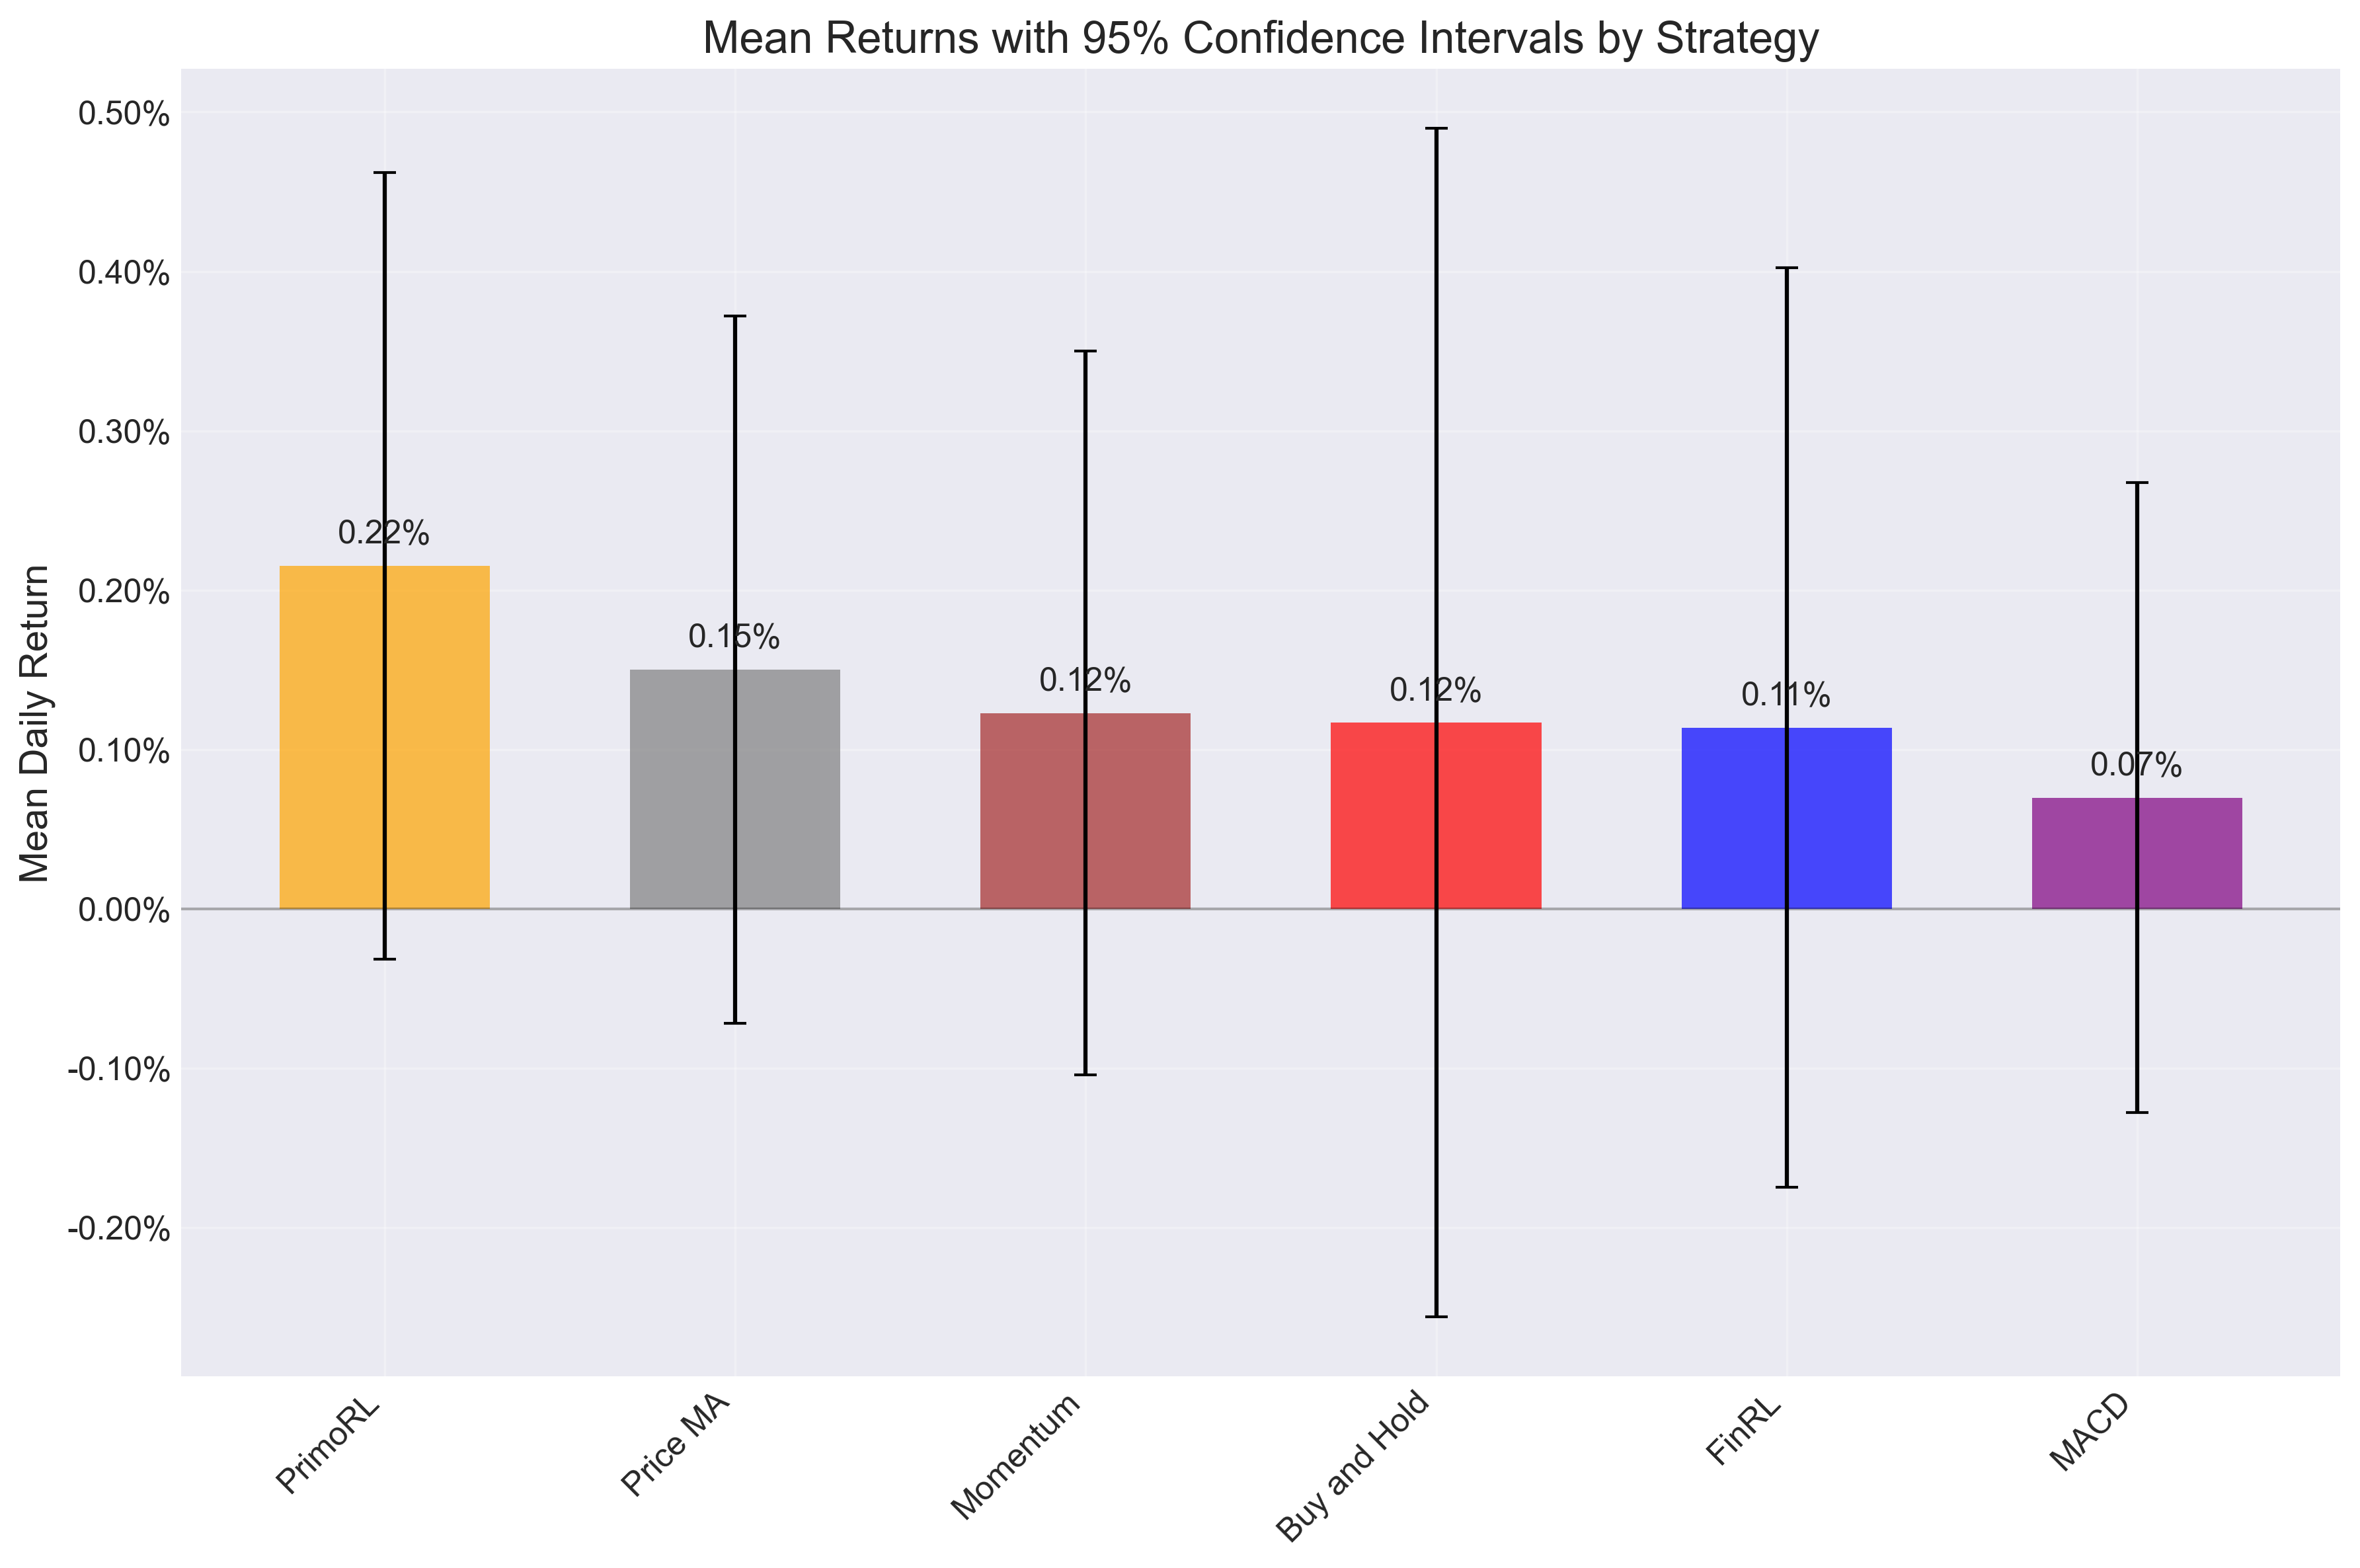 Mean Returns with 95% Confidence Intervals by Strategy
Mean Daily Return
0.50%
0.40%
0.30%
0.20%
0.10%
0.00%
-0.10%
-0.20%
0.22%
0.15%
0.12%
0.12%
0.11%
0.07%
PrimoRL
Price MA
Momentum
Buy and Hold
FinRL
MACD